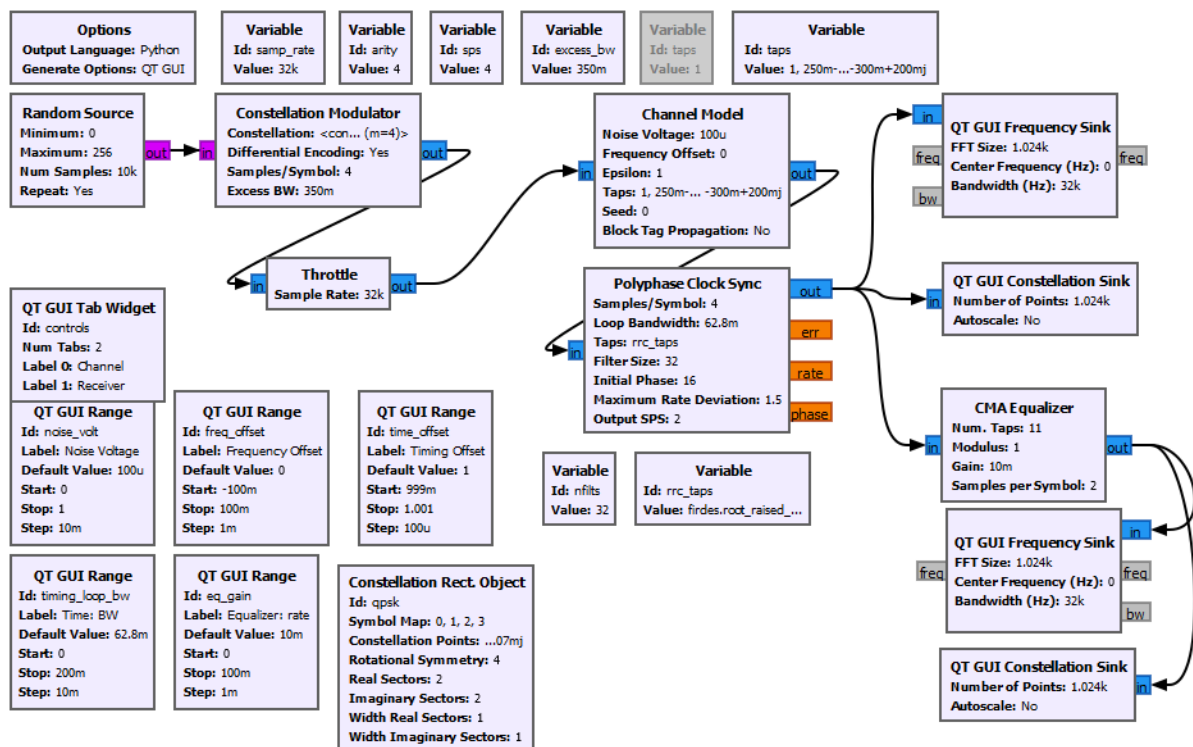 Options
Output Language: Python
Generate Options: QT GUI
Variable
Id: samp_rate
Value: 32k
Variable
Id: arity
Value: 4
Variable
Id: sps
Value: 4
Variable
Id: excess_bw
Value: 350m
Variable
Id: taps
Value: 1
Variable
Id: taps
Value: 1, 250m-...-300m+200mj
Random Source
Minimum: 0
Maximum: 256
Num Samples: 10k
Repeat: Yes
out
in
Constellation Modulator
Constellation: <con... (m=4)>
Differential Encoding: Yes
Samples/Symbol: 4
Excess BW: 350m
out
in
Throttle
Sample Rate: 32k
out
in
Channel Model
Noise Voltage: 100u
Frequency Offset: 0
Epsilon: 1
Taps: 1, 250m-... -300m+200mj
Seed: 0
Block Tag Propagation: No
out
in
Polyphase Clock Sync
Samples/Symbol: 4
Loop Bandwidth: 62.8m
Taps: rrc_taps
Filter Size: 32
Initial Phase: 16
Maximum Rate Deviation: 1.5
Output SPS: 2
out
err
rate
phase
in
freq
bw
QT GUI Frequency Sink
FFT Size: 1.024k
Center Frequency (Hz): 0
Bandwidth (Hz): 32k
freq
in
QT GUI Constellation Sink
Number of Points: 1.024k
Autoscale: No
in
CMA Equalizer
Num. Taps: 11
Modulus: 1
Gain: 10m
Samples per Symbol: 2
out
freq
QT GUI Frequency Sink
FFT Size: 1.024k
Center Frequency (Hz): 0
Bandwidth (Hz): 32k
in
freq
bw
QT GUI Constellation Sink
Number of Points: 1.024k
Autoscale: No
in
QT GUI Tab Widget
Id: controls
Num Tabs: 2
Label 0: Channel
Label 1: Receiver
QT GUI Range
Id: noise_volt
Label: Noise Voltage
Default Value: 100u
Start: 0
Stop: 1
Step: 10m
QT GUI Range
Id: freq_offset
Label: Frequency Offset
Default Value: 0
Start: -100m
Stop: 100m
Step: 1m
QT GUI Range
Id: time_offset
Label: Timing Offset
Default Value: 1
Start: 999m
Stop: 1.001
Step: 100u
Variable
Id: nfilts
Value: 32
Variable
Id: rrc_taps
Value: firdes.root_raised_...
QT GUI Range
Id: timing_loop_bw
Label: Time: BW
Default Value: 62.8m
Start: 0
Stop: 200m
Step: 10m
QT GUI Range
Id: eq_gain
Label: Equalizer: rate
Default Value: 10m
Start: 0
Stop: 100m
Step: 1m
Constellation Rect. Object
Id: qpsk
Symbol Map: 0, 1, 2, 3
Constellation Points: ...07mj
Rotational Symmetry: 4
Real Sectors: 2
Imaginary Sectors: 2
Width Real Sectors: 1
Width Imaginary Sectors: 1